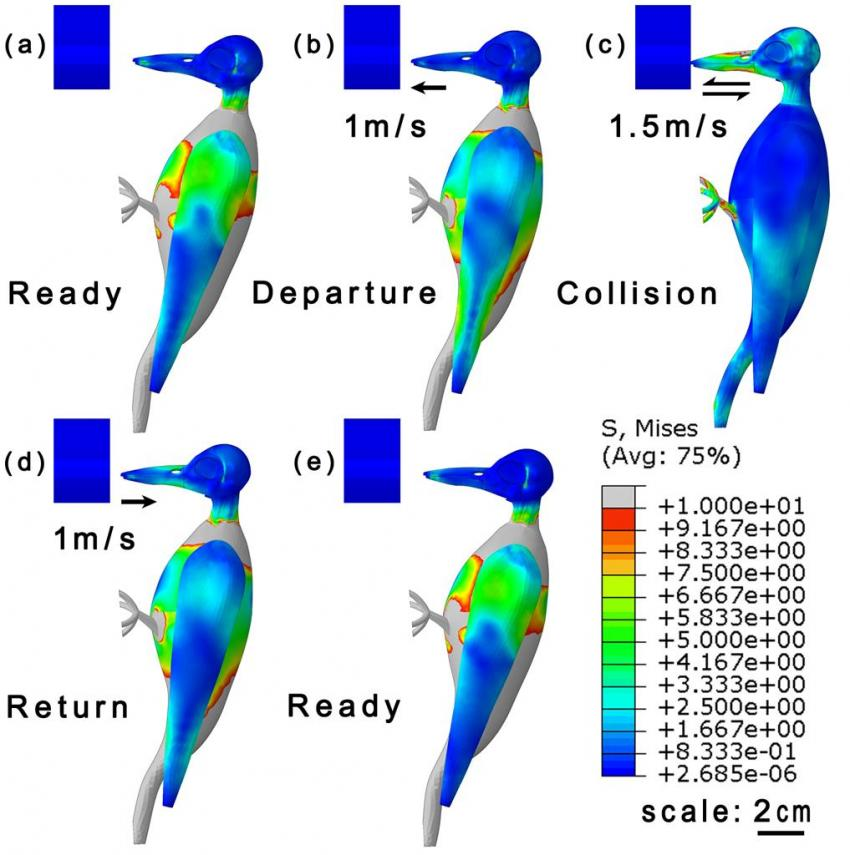 (a)
(b)
(c)
1m/s
1.5m/s
Ready
Departure
Collision
(d)
(e)
1m/s
Return
Ready
S, Mises
(Avg: 75%)
+1.000e+01
+9.167e+00
+8.333e+00
+7.500e+00
+6.667e+00
+5.833e+00
+5.000e+00
+4.167e+00
+3.333e+00
+2.500e+00
+1.667e+00
+8.333e-01
+2.685e-06
scale: 2cm